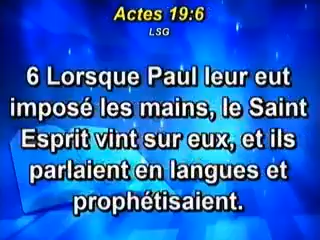 Actes 19:6
LSG
6 Lorsque Paul leur eut
imposé les mains, le Saint
Esprit vint sur eux, et ils
parlaient en langues et
prophétisaient.